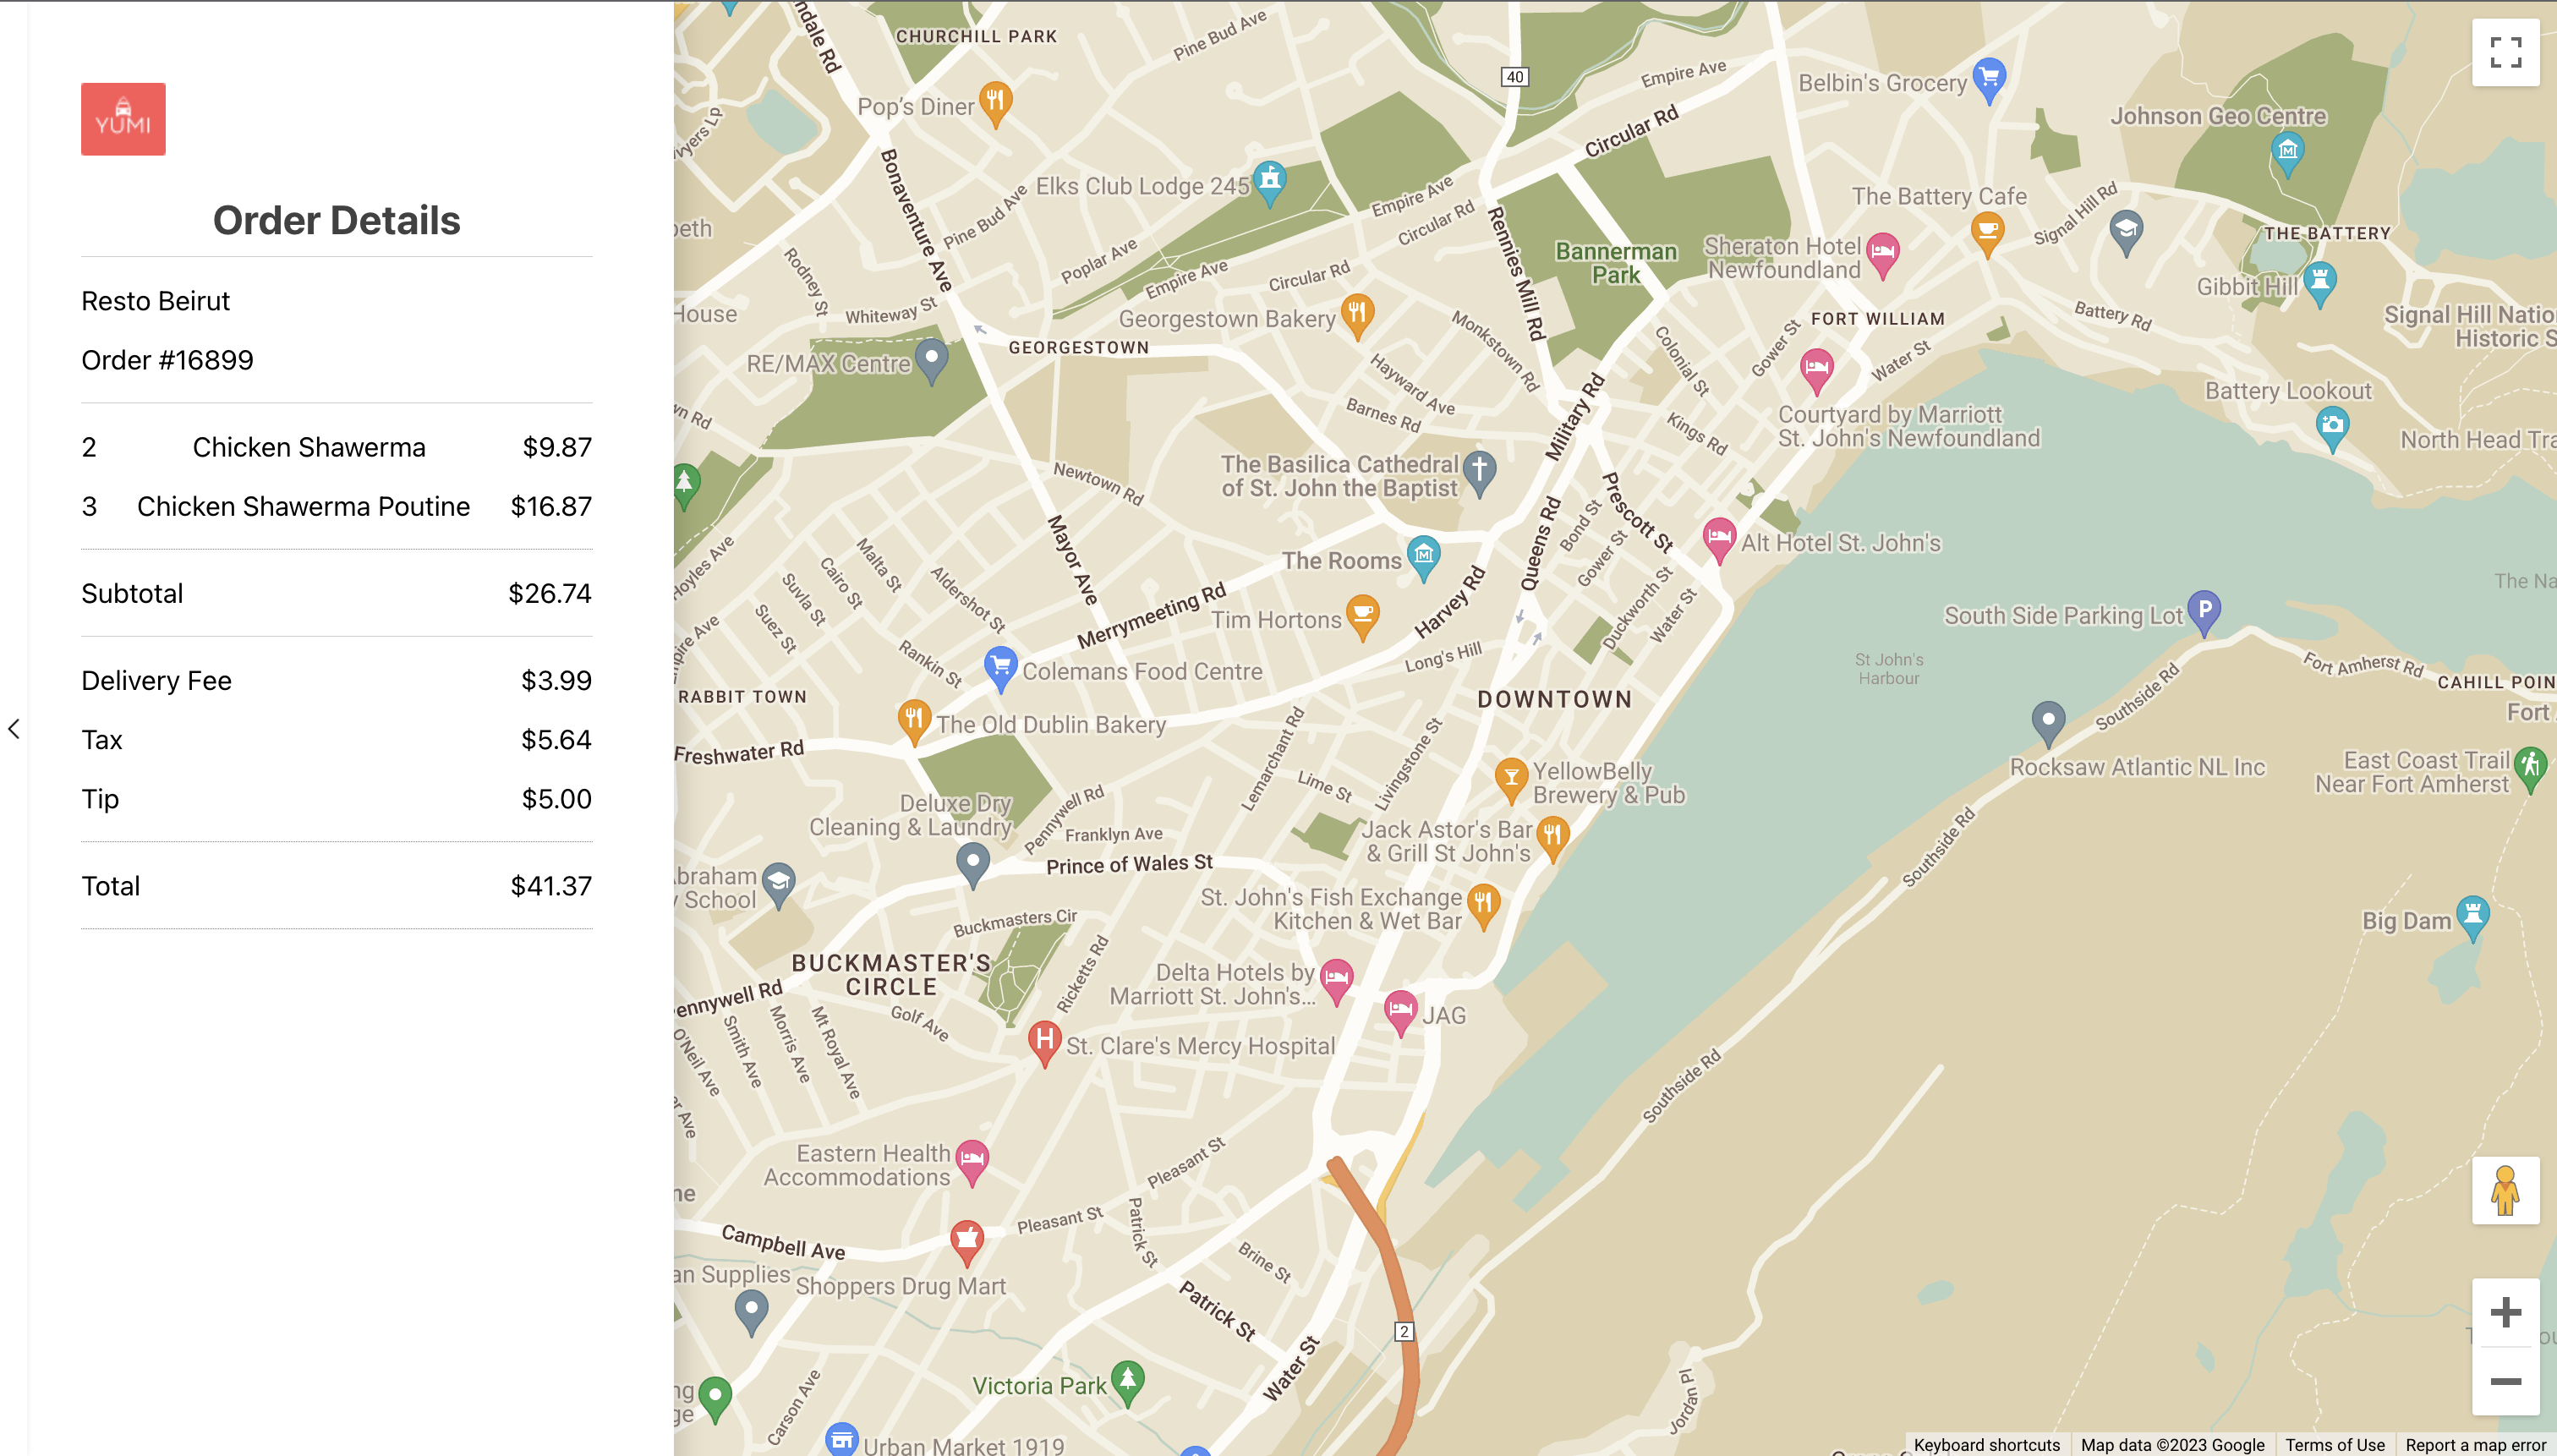 YUMI
Order Details
Resto Beirut
Order #16899
2 Chicken Shawerma $9.87
3 Chicken Shawerma Poutine $16.87
Subtotal $26.74
Delivery Fee $3.99
Tax $5.64
Tip $5.00
Total $41.37
CHURCHILL PARK
Pine Bud Ave
40
Empire Ave
Belbin's Grocery
Pop's Diner
Circular Rd
Johnson Geo Centre
Bonaventure Ave
Elks Club Lodge 245
Pine Bud Ave
Empire Ave
Circular Rd
Rennies Mill Rd
The Battery Cafe
Signal Hill Rd
THE BATTERY
Bannerman
Park
Sheraton Hotel
Newfoundland
Rodney St
Poplar Ave
Empire Ave
Circular Rd
Gibbit Hill
House
Whiteway St
Georgestown Bakery
Monkstown Rd
Colonial St
Gower St
FORT WILLIAM
Battery Rd
Signal Hill Natio
Historic S
GEORGESTOWN
RE/MAX Centre
Hayward Ave
Water St
Military Rd
Battery Lookout
Barnes Rd
Kings Rd
Courtyard by Marriott
St. John's Newfoundland
North Head Tra
The Basilica Cathedral
of St. John the Baptist
Newtown Rd
Prescott St
Mayor Ave
Queens Rd
Bond St
Gower St
Alt Hotel St. John's
Hoyles Ave
Malta St
Cairo St
Suvla St
Suez St
Aldershot St
The Rooms
Harvey Rd
Duckworth St
Water St
The Na
Merrymeeting Rd
Tim Hortons
South Side Parking Lot
Rankin St
Long's Hill
St John's
Harbour
Fort Amherst Rd
Colemans Food Centre
RABBIT TOWN
DOWNTOWN
Southside Rd
CAHILL POIN
Fort
The Old Dublin Bakery
Freshwater Rd
Lemarchant Rd
Livingstone St
Lime St
YellowBelly
Brewery & Pub
Rocksaw Atlantic NL Inc
East Coast Trail
Near Fort Amherst
Deluxe Dry
Cleaning & Laundry
Pennywell Rd
Franklyn Ave
Jack Astor's Bar
& Grill St John's
Southside Rd
Prince of Wales St
St. John's Fish Exchange
Kitchen & Wet Bar
Buckmasters Cir
Big Dam
BUCKMASTER'S
CIRCLE
Ricketts Rd
Delta Hotels by
Marriott St. John's...
JAG
ennywell Rd
Golf Ave
O'Neil Ave
Smith Ave
Morris Ave
Mt Royal Ave
St. Clare's Mercy Hospital
Southside Rd
Eastern Health
Accommodations
Pleasant St
Pleasant St
Patrick St
Campbell Ave
Brine St
an Supplies
Shoppers Drug Mart
Patrick St
2
Water St
Victoria Park
Carson Ave
Jordan Pl
Urban Market 1919
Keyboard shortcuts
Map data ©2023 Google
Terms of Use
Report a map error